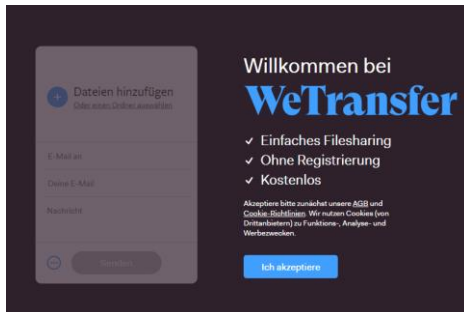 Dateien hinzufügen
Oder einen Ordner auswählen
E-Mail an
Deine E-Mail
Nachricht
Senden
Willkommen bei
WeTransfer
Einfaches Filesharing
Ohne Registrierung
Kostenlos
Akzeptiere bitte zunächst unsere AGB und
Cookie-Richtlinien. Wir nutzen Cookies (von
Drittanbietern) zu Funktions-, Analyse- und
Werbezwecken.
Ich akzeptiere